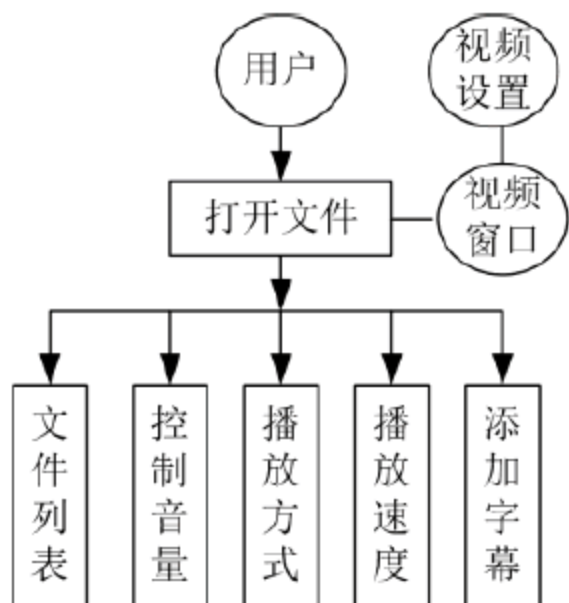 用户
视频
设置
打开文件
视频
窗口
文件列表
控制音量
播放方式
播放速度
添加字幕